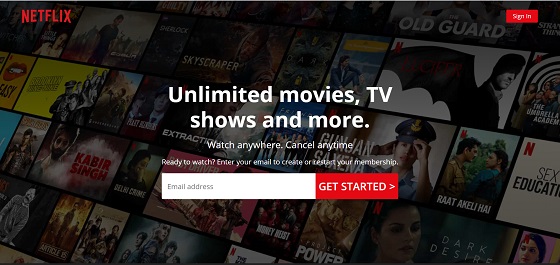 NETFLIX
Sign In
OLD GUARD
SKYSCRAPER
Unlimited movies, TV
shows and more.
Watch anywhere. Cancel anytime
Ready to watch? Enter your email to create or restart your membership.
Email address
GET STARTED >
EXTRACTION
KABIR
SINGH
DELHI CRIME
THE
UMBRELLA
ACADEMY
SEX
EDUCATION
RAAT AKELI HAI
MONEY HEIST
POWER
DARK
DESIRE